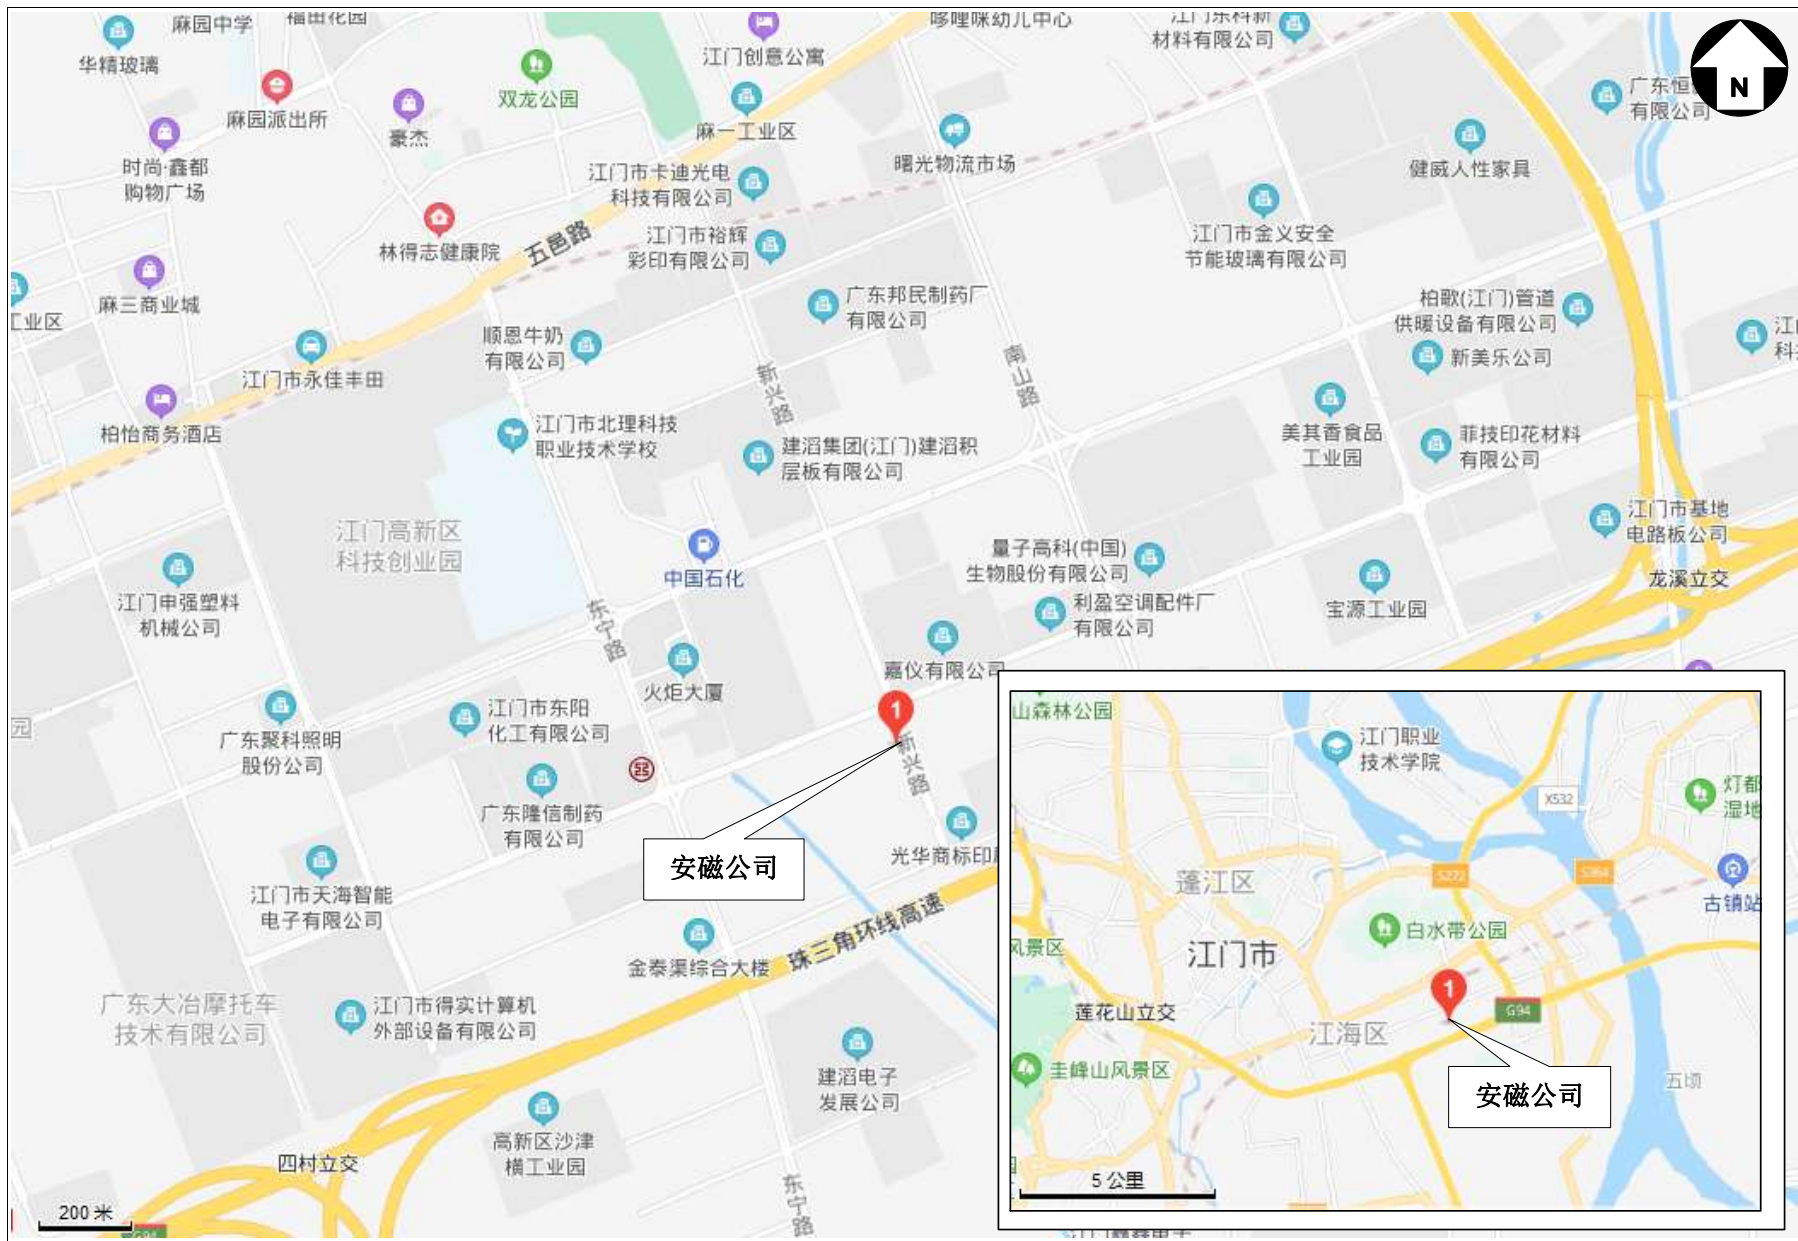 麻园中学
福田花园
哆哩咪幼儿中心
江门东科新
材料有限公司
华精玻璃
江门创意公寓
广东恒
有限公司
N
双龙公园
麻园派出所
豪杰
麻一工业区
时尚·鑫都
购物广场
江门市卡迪光电
科技有限公司
曙光物流市场
健威人性家具
林得志健康院
五邑路
江门市裕辉
彩印有限公司
江门市金义安全
节能玻璃有限公司
麻三商业城
工业区
广东邦民制药厂
有限公司
柏歌(江门)管道
供暖设备有限公司
顺恩牛奶
有限公司
江门市永佳丰田
新兴路
南山路
新美乐公司
江门
科技
柏怡商务酒店
江门市北理科技
职业技术学校
建滔集团(江门)建滔积
层板有限公司
美其香食品
工业园
菲技印花材料
有限公司
江门高新区
科技创业园
中国石化
量子高科(中国)
生物股份有限公司
江门市基地
电路板公司
龙溪立交
江门申强塑料
机械公司
东宁路
利盈空调配件厂
有限公司
宝源工业园
火炬大厦
嘉仪有限公司
园
广东聚科照明
股份公司
江门市东阳
化工有限公司
1
新兴路
广东隆信制药
有限公司
安磁公司
光华商标印
江门市天海智能
电子有限公司
金泰渠综合大楼
珠三角环线高速
广东大冶摩托车
技术有限公司
江门市得实计算机
外部设备有限公司
建滔电子
发展公司
高新区沙津
横工业园
四村立交
东宁路
200 米
G94
山森林公园
江门职业
技术学院
X532
灯都
湿地
蓬江区
S272
S364
古镇站
白水带公园
风景区
江门市
1
G94
莲花山立交
江海区
圭峰山风景区
安磁公司
五顷
5 公里